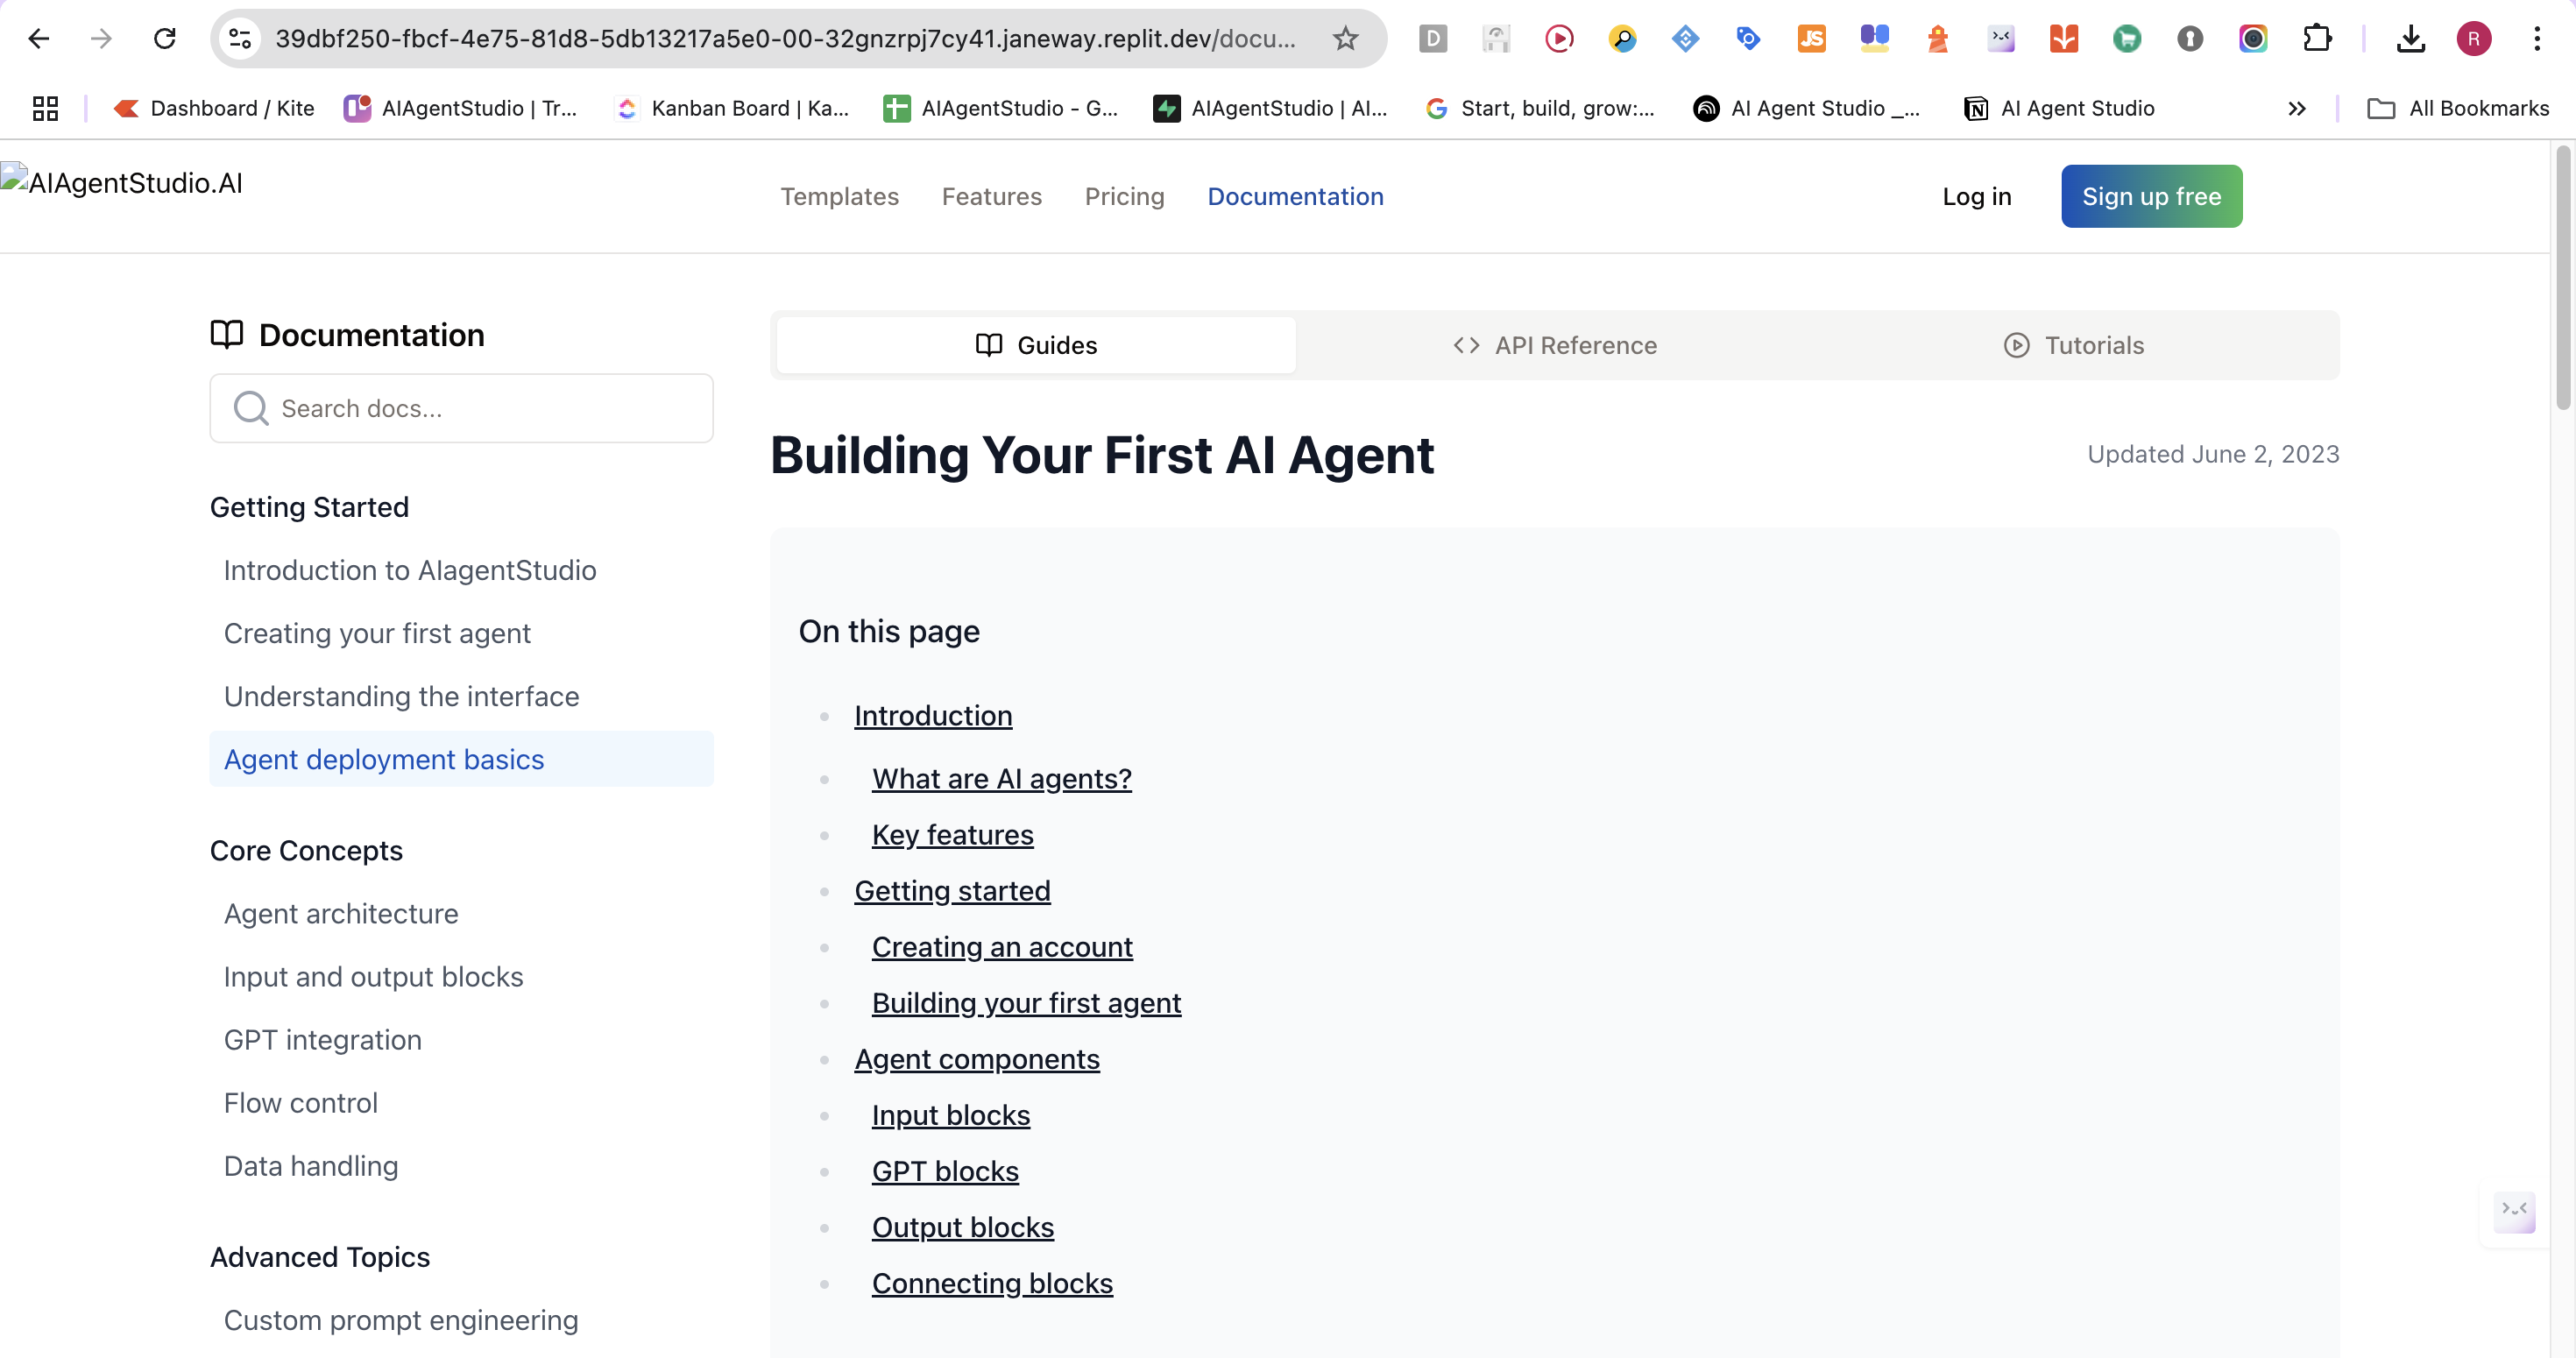 39dbf250-fbcf-4e75-81d8-5db13217a5e0-00-32gnzrpj7cy41.janeway.replit.dev/docu...
D
JS
R
Dashboard / Kite
AIAgentStudio | Tr...
Kanban Board | Ka...
AIAgentStudio - G...
AIAgentStudio | AI...
Start, build, grow:...
AI Agent Studio _...
AI Agent Studio
All Bookmarks
AIAgentStudio.AI
Templates
Features
Pricing
Documentation
Log in
Sign up free
Documentation
Search docs...
Getting Started
Introduction to AIagentStudio
Creating your first agent
Understanding the interface
Agent deployment basics
Core Concepts
Agent architecture
Input and output blocks
GPT integration
Flow control
Data handling
Advanced Topics
Custom prompt engineering
Guides
API Reference
Tutorials
Building Your First AI Agent
Updated June 2, 2023
On this page
Introduction
What are AI agents?
Key features
Getting started
Creating an account
Building your first agent
Agent components
Input blocks
GPT blocks
Output blocks
Connecting blocks